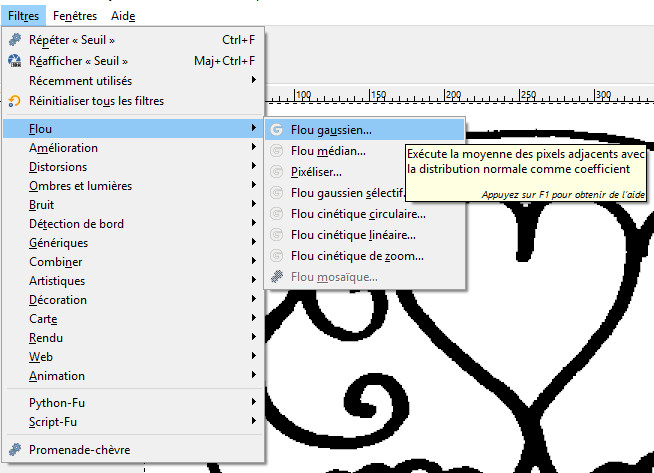 Filtres Fenêtres Aide
Répéter « Seuil » Ctrl+F
Réafficher « Seuil » Maj+Ctrl+F
Récemment utilisés
Réinitialiser tous les filtres
100 150 200 250 300
Flou
Amélioration
Distorsions
Ombres et lumières
Bruit
Détection de bord
Génériques
Combiner
Artistiques
Décoration
Carte
Rendu
Web
Animation
Python-Fu
Script-Fu
Promenade-chèvre
Flou gaussien...
Flou médian...
Pixéliser...
Flou gaussien sélectif...
Flou cinétique circulaire...
Flou cinétique linéaire...
Flou cinétique de zoom...
Flou mosaïque...
Exécute la moyenne des pixels adjacents avec
la distribution normale comme coefficient
Appuyez sur F1 pour obtenir de l'aide